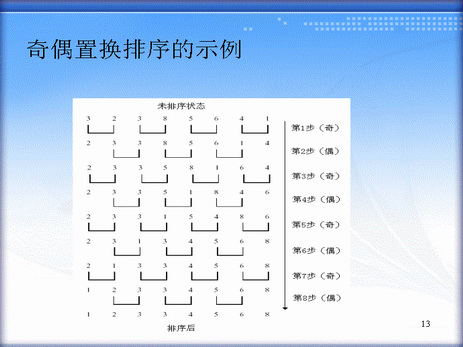 奇偶置换排序的示例
未排序状态
3 2 3 8 5 6 4 1
第1步（奇）
2 3 3 8 5 6 1 4
第2步（偶）
2 3 3 5 8 1 6 4
第3步（奇）
2 3 3 5 1 8 4 6
第4步（偶）
2 3 3 1 5 4 8 6
第5步（奇）
2 3 1 3 4 5 6 8
第6步（偶）
2 1 3 3 4 5 6 8
第7步（奇）
1 2 3 3 4 5 6 8
第8步（偶）
1 2 3 3 4 5 6 8
排序后
13